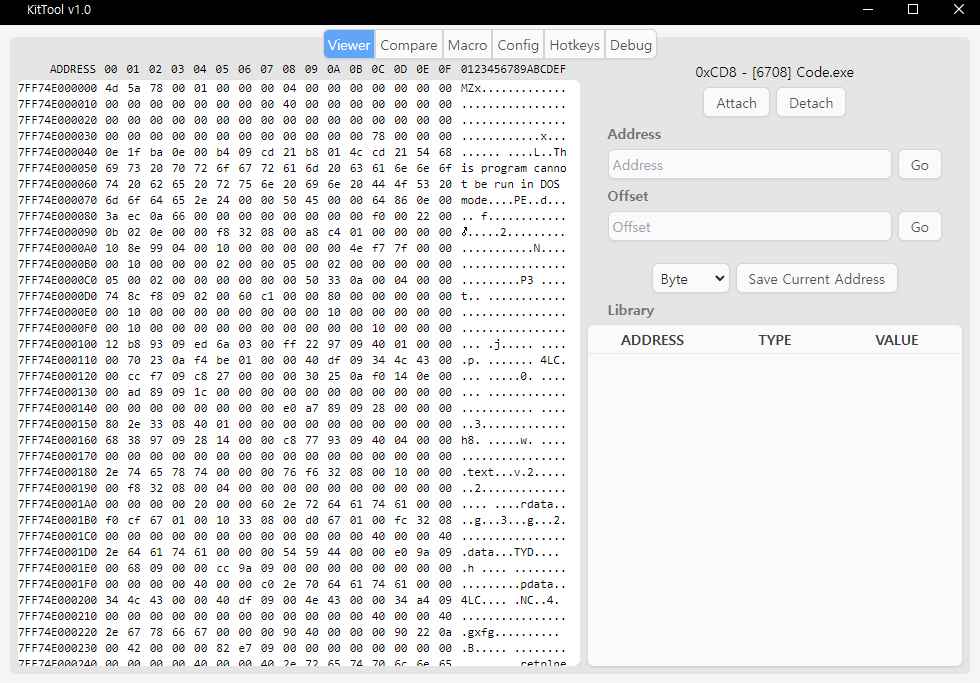 KitTool v1.0
Viewer Compare Macro Config Hotkeys Debug
ADDRESS 00 01 02 03 04 05 06 07 08 09 0A 0B 0C 0D 0E 0F 0123456789ABCDEF
7FF74E000000 4d 5a 78 00 01 00 00 00 04 00 00 00 00 00 00 00 MZx.............
7FF74E000010 00 00 00 00 00 00 00 00 40 00 00 00 00 00 00 00 ................
7FF74E000020 00 00 00 00 00 00 00 00 00 00 00 00 00 00 00 00 ................
7FF74E000030 00 00 00 00 00 00 00 00 00 00 00 00 78 00 00 00 ............x...
7FF74E000040 0e 1f ba 0e 00 b4 09 cd 21 b8 01 4c cd 21 54 68 ...... ....L..Th
7FF74E000050 69 73 20 70 72 6f 67 72 61 6d 20 63 61 6e 6e 6f is program canno
7FF74E000060 74 20 62 65 20 72 75 6e 20 69 6e 20 44 4f 53 20 t be run in DOS
7FF74E000070 6d 6f 64 65 2e 24 00 00 50 45 00 00 64 86 0e 00 mode....PE..d...
7FF74E000080 3a ec 0a 66 00 00 00 00 00 00 00 00 f0 00 22 00 .. f............
7FF74E000090 0b 02 0e 00 00 f8 32 08 00 a8 c4 01 00 00 00 00 .....2.........
7FF74E0000A0 10 8e 99 04 00 10 00 00 00 00 00 4e f7 7f 00 00 ...........N....
7FF74E0000B0 00 10 00 00 00 02 00 00 05 00 02 00 00 00 00 00 ................
7FF74E0000C0 05 00 02 00 00 00 00 00 00 50 33 0a 00 04 00 00 .........P3 ....
7FF74E0000D0 74 8c f8 09 02 00 60 c1 00 00 80 00 00 00 00 00 t.. ............
7FF74E0000E0 00 10 00 00 00 00 00 00 00 00 10 00 00 00 00 00 ................
7FF74E0000F0 00 10 00 00 00 00 00 00 00 00 00 00 10 00 00 00 ................
7FF74E000100 12 b8 93 09 ed 6a 03 00 ff 22 97 09 40 01 00 00 ... .j..... ....
7FF74E000110 00 70 23 0a f4 be 01 00 00 40 df 09 34 4c 43 00 .p. ....... 4LC.
7FF74E000120 00 cc f7 09 c8 27 00 00 00 30 25 0a f0 14 0e 00 ... .....0. ....
7FF74E000130 00 ad 89 09 1c 00 00 00 00 00 00 00 00 00 00 00 ... ............
7FF74E000140 00 00 00 00 00 00 00 00 e0 a7 89 09 28 00 00 00 ........... ....
7FF74E000150 80 2e 33 08 40 01 00 00 00 00 00 00 00 00 00 00 ..3.............
7FF74E000160 68 38 97 09 28 14 00 00 c8 77 93 09 40 04 00 00 h8. .....w. ....
7FF74E000170 00 00 00 00 00 00 00 00 00 00 00 00 00 00 00 00 ................
7FF74E000180 2e 74 65 78 74 00 00 00 76 f6 32 08 00 10 00 00 .text...v.2.....
7FF74E000190 00 f8 32 08 00 04 00 00 00 00 00 00 00 00 00 00 ..2.............
7FF74E0001A0 00 00 00 00 20 00 00 60 2e 72 64 61 74 61 00 00 .... ....rdata..
7FF74E0001B0 f0 cf 67 01 00 10 33 08 00 d0 67 01 00 fc 32 08 ..g...3...g...2.
7FF74E0001C0 00 00 00 00 00 00 00 00 00 00 00 00 40 00 00 40 ................
7FF74E0001D0 2e 64 61 74 61 00 00 00 54 59 44 00 00 e0 9a 09 .data...TYD....
7FF74E0001E0 00 68 09 00 00 cc 9a 09 00 00 00 00 00 00 00 00 .h .... ........
7FF74E0001F0 00 00 00 00 40 00 00 c0 2e 70 64 61 74 61 00 00 .........pdata..
7FF74E000200 34 4c 43 00 00 40 df 09 00 4e 43 00 00 34 a4 09 4LC.... .NC..4.
7FF74E000210 00 00 00 00 00 00 00 00 00 00 00 00 40 00 00 40 ................
7FF74E000220 2e 67 78 66 67 00 00 00 90 40 00 00 00 90 22 0a .gxfg..........
7FF74E000230 00 42 00 00 00 82 e7 09 00 00 00 00 00 00 00 00 .B..... ........
7FF74E000240 00 00 00 00 40 00 00 40 2e 72 65 74 70 6c 6e 65 .........retplne
0xCD8 - [6708] Code.exe
Attach Detach
Address
Address Go
Offset
Offset Go
Byte Save Current Address
Library
ADDRESS TYPE VALUE